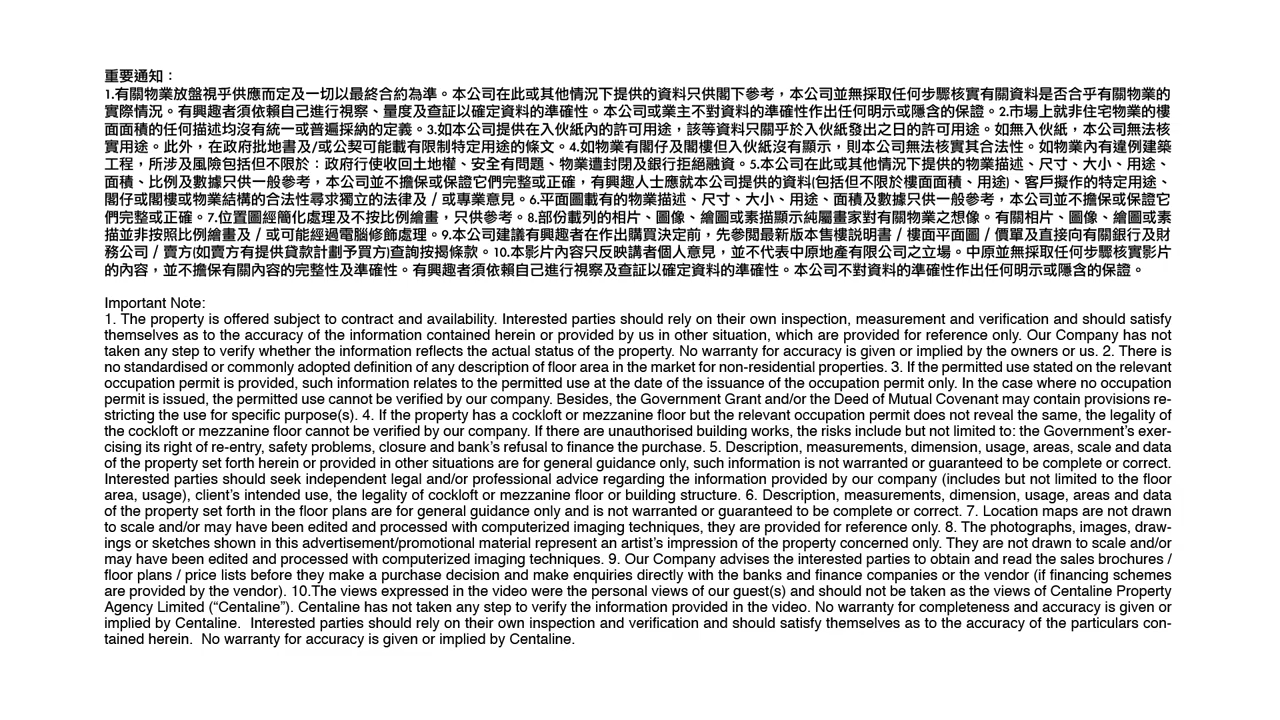 重要通知：
1.有關物業放盤視乎供應而定及一切以最終合約為準。本公司在此或其他情況下提供的資料只供閣下參考，本公司並無採取任何步驟核實有關資料是否合乎有關物業的
實際情況。有興趣者須依賴自己進行視察、量度及查証以確定資料的準確性。本公司或業主不對資料的準確性作出任何明示或隱含的保證。2.市場上就非住宅物業的樓
面面積的任何描述均沒有統一或普遍採納的定義。3.如本公司提供在入伙紙內的許可用途，該等資料只關乎於入伙紙發出之日的許可用途。如無入伙紙，本公司無法核
實用途。此外，在政府批地書及/或公契可能載有限制特定用途的條文。4.如物業有閣仔及閣樓但入伙紙沒有顯示，則本公司無法核實其合法性。如物業內有違例建築
工程，所涉及風險包括但不限於：政府行使收回土地權、安全有問題、物業遭封閉及銀行拒絕融資。5.本公司在此或其他情況下提供的物業描述、尺寸、大小、用途、
面積、比例及數據只供一般參考，本公司並不擔保或保證它們完整或正確，有興趣人士應就本公司提供的資料(包括但不限於樓面面積、用途)、客戶擬作的特定用途、
閣仔或閣樓或物業結構的合法性尋求獨立的法律及 / 或專業意見。6.平面圖載有的物業描述、尺寸、大小、用途、面積及數據只供一般參考，本公司並不擔保或保證它
們完整或正確。7.位置圖經簡化處理及不按比例繪畫，只供參考。8.部份載列的相片、圖像、繪圖或素描顯示純屬畫家對有關物業之想像。有關相片、圖像、繪圖或素
描並非按照比例繪畫及 / 或可能經過電腦修飾處理。9.本公司建議有興趣者在作出購買決定前，先參閱最新版本售樓說明書 / 樓面平面圖 / 價單及直接向有關銀行及財
務公司 / 賣方(如賣方有提供貸款計劃予買方)查詢按揭條款。10.本影片內容只反映講者個人意見，並不代表中原地產有限公司之立場。中原並無採取任何步驟核實影片
的內容，並不擔保有關內容的完整性及準確性。有興趣者須依賴自己進行視察及查証以確定資料的準確性。本公司不對資料的準確性作出任何明示或隱含的保證。
Important Note:
1. The property is offered subject to contract and availability. Interested parties should rely on their own inspection, measurement and verification and should satisfy
themselves as to the accuracy of the information contained herein or provided by us in other situation, which are provided for reference only. Our Company has not
taken any step to verify whether the information reflects the actual status of the property. No warranty for accuracy is given or implied by the owners or us. 2. There is
no standardised or commonly adopted definition of any description of floor area in the market for non-residential properties. 3. If the permitted use stated on the relevant
occupation permit is provided, such information relates to the permitted use at the date of the issuance of the occupation permit only. In the case where no occupation
permit is issued, the permitted use cannot be verified by our company. Besides, the Government Grant and/or the Deed of Mutual Covenant may contain provisions re-
stricting the use for specific purpose(s). 4. If the property has a cockloft or mezzanine floor but the relevant occupation permit does not reveal the same, the legality of
the cockloft or mezzanine floor cannot be verified by our company. If there are unauthorised building works, the risks include but not limited to: the Government’s exer-
cising its right of re-entry, safety problems, closure and bank’s refusal to finance the purchase. 5. Description, measurements, dimension, usage, areas, scale and data
of the property set forth herein or provided in other situations are for general guidance only, such information is not warranted or guaranteed to be complete or correct.
Interested parties should seek independent legal and/or professional advice regarding the information provided by our company (includes but not limited to the floor
area, usage), client’s intended use, the legality of cockloft or mezzanine floor or building structure. 6. Description, measurements, dimension, usage, areas and data
of the property set forth in the floor plans are for general guidance only and is not warranted or guaranteed to be complete or correct. 7. Location maps are not drawn
to scale and/or may have been edited and processed with computerized imaging techniques, they are provided for reference only. 8. The photographs, images, draw-
ings or sketches shown in this advertisement/promotional material represent an artist’s impression of the property concerned only. They are not drawn to scale and/or
may have been edited and processed with computerized imaging techniques. 9. Our Company advises the interested parties to obtain and read the sales brochures /
floor plans / price lists before they make a purchase decision and make enquiries directly with the banks and finance companies or the vendor (if financing schemes
are provided by the vendor). 10.The views expressed in the video were the personal views of our guest(s) and should not be taken as the views of Centaline Property
Agency Limited (“Centaline”). Centaline has not taken any step to verify the information provided in the video. No warranty for completeness and accuracy is given or
implied by Centaline.  Interested parties should rely on their own inspection and verification and should satisfy themselves as to the accuracy of the particulars con-
tained herein.  No warranty for accuracy is given or implied by Centaline.